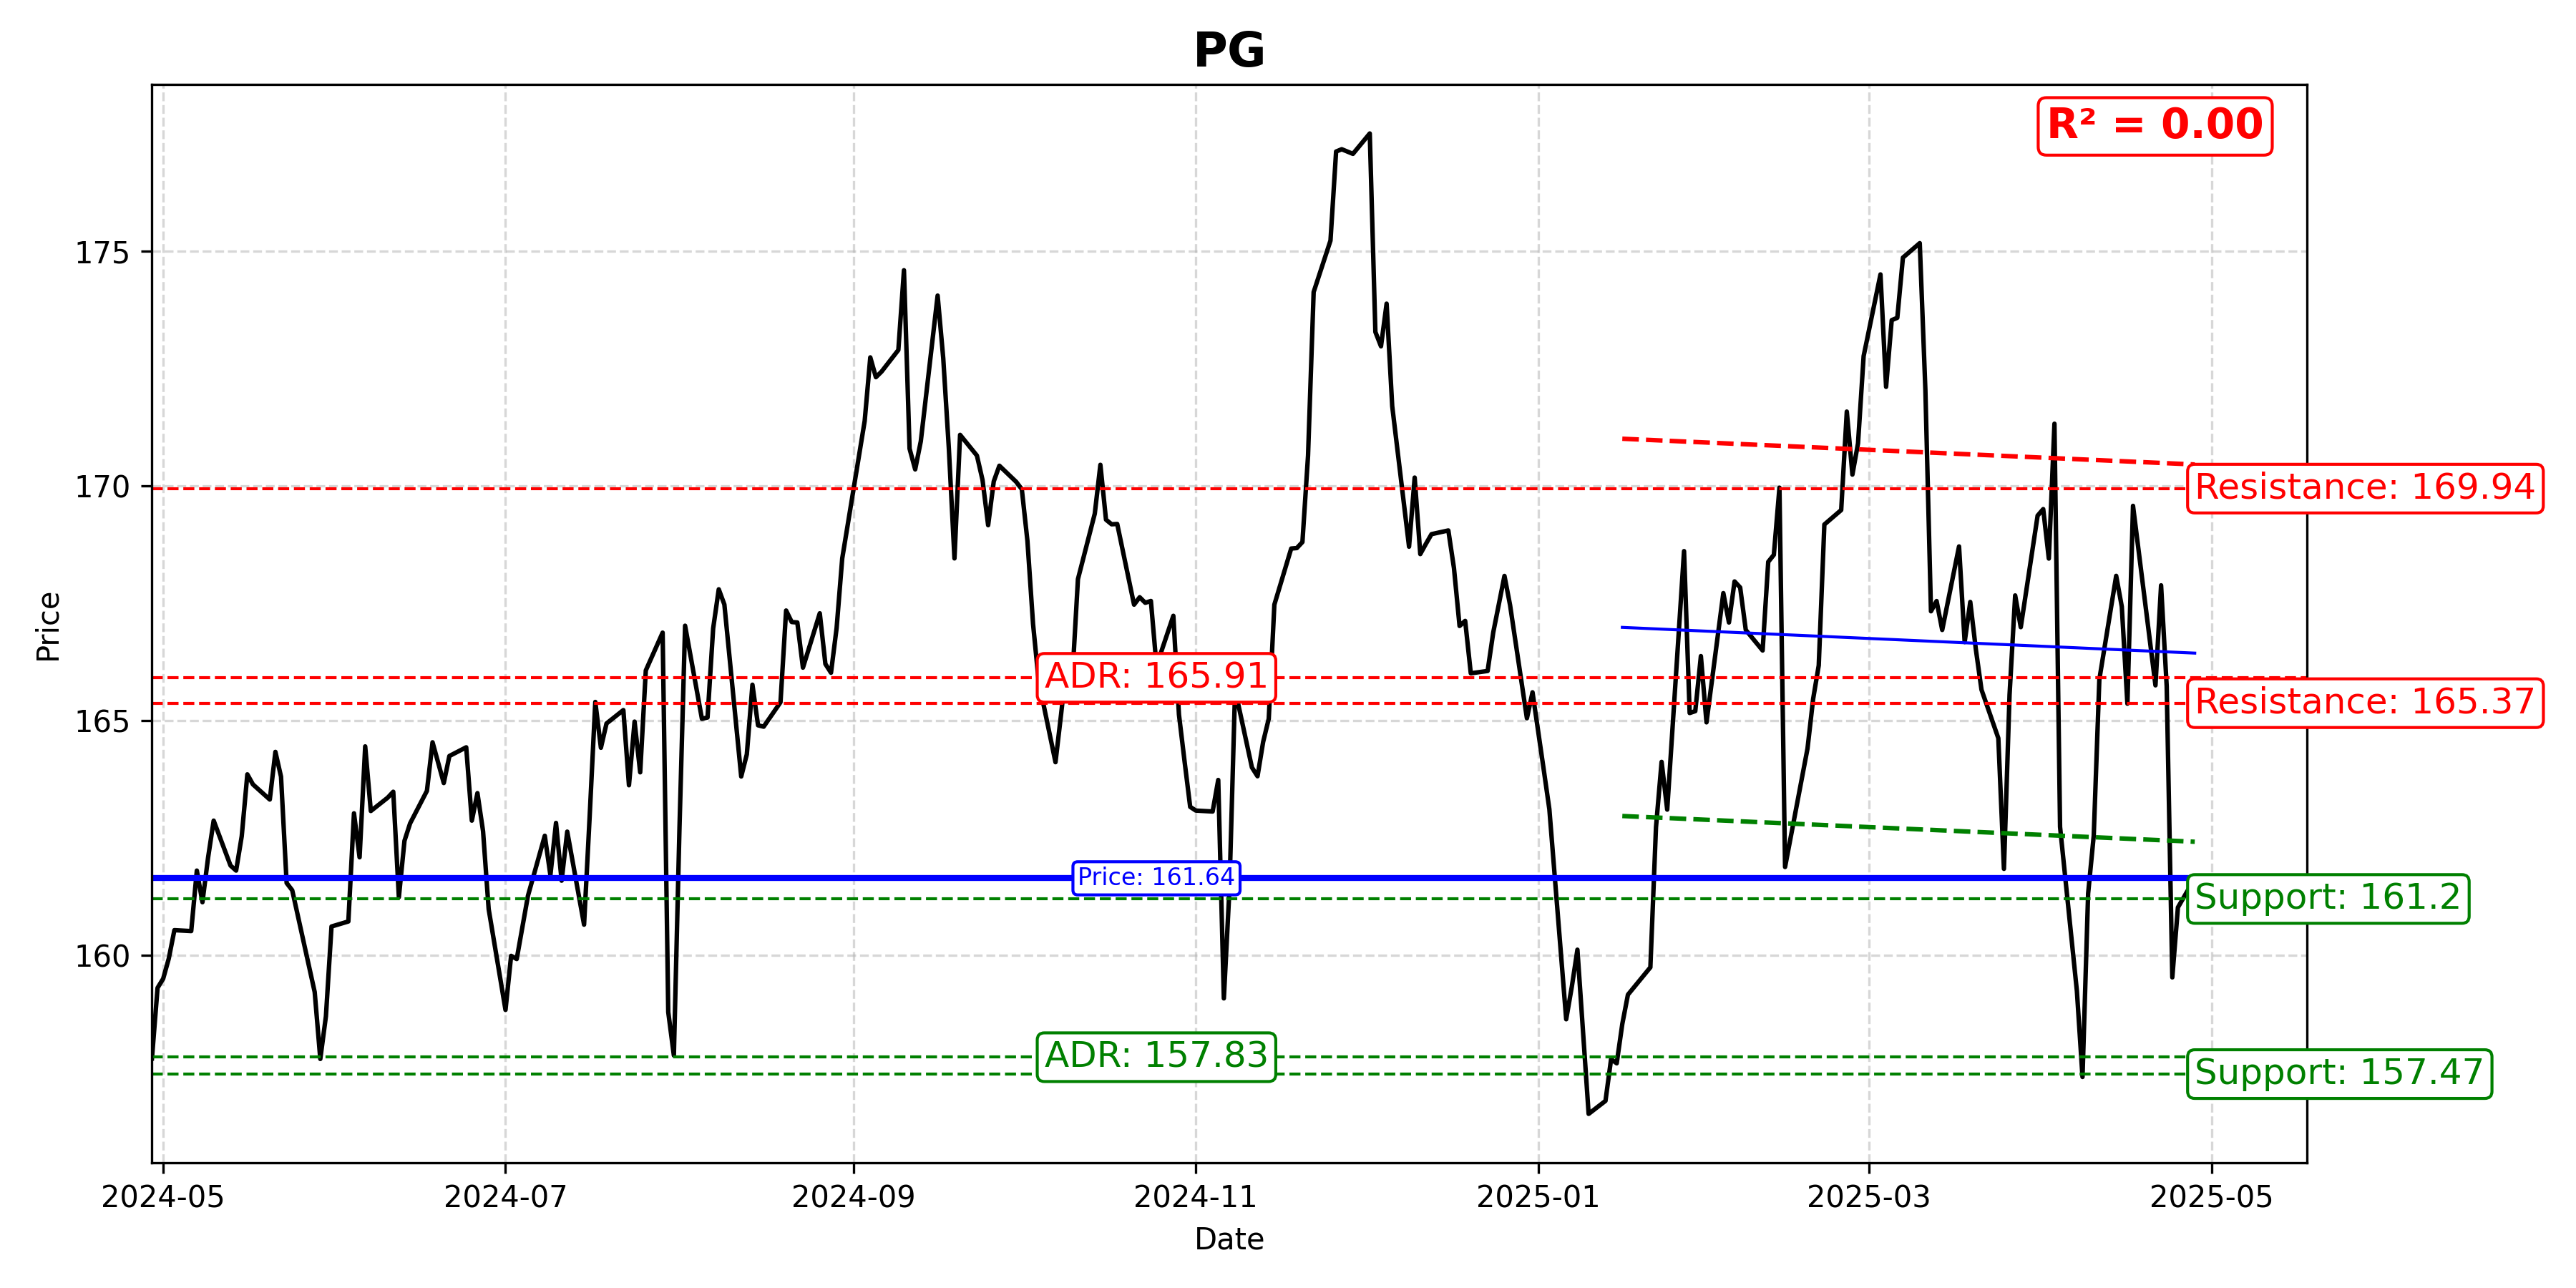 PG
R² = 0.00
175
170
165
160
Price
Resistance: 169.94
ADR: 165.91
Resistance: 165.37
Price: 161.64
Support: 161.2
ADR: 157.83
Support: 157.47
2024-05
2024-07
2024-09
2024-11
2025-01
2025-03
2025-05
Date